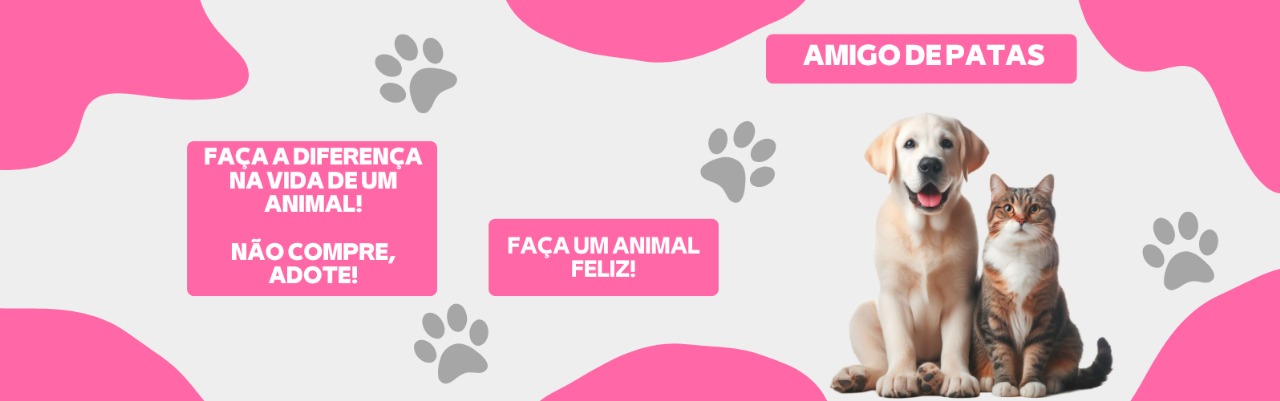 AMIGO DE PATAS
FAÇA A DIFERENÇA
NA VIDA DE UM
ANIMAL!
NÃO COMPRE,
ADOTE!
FAÇA UM ANIMAL
FELIZ!